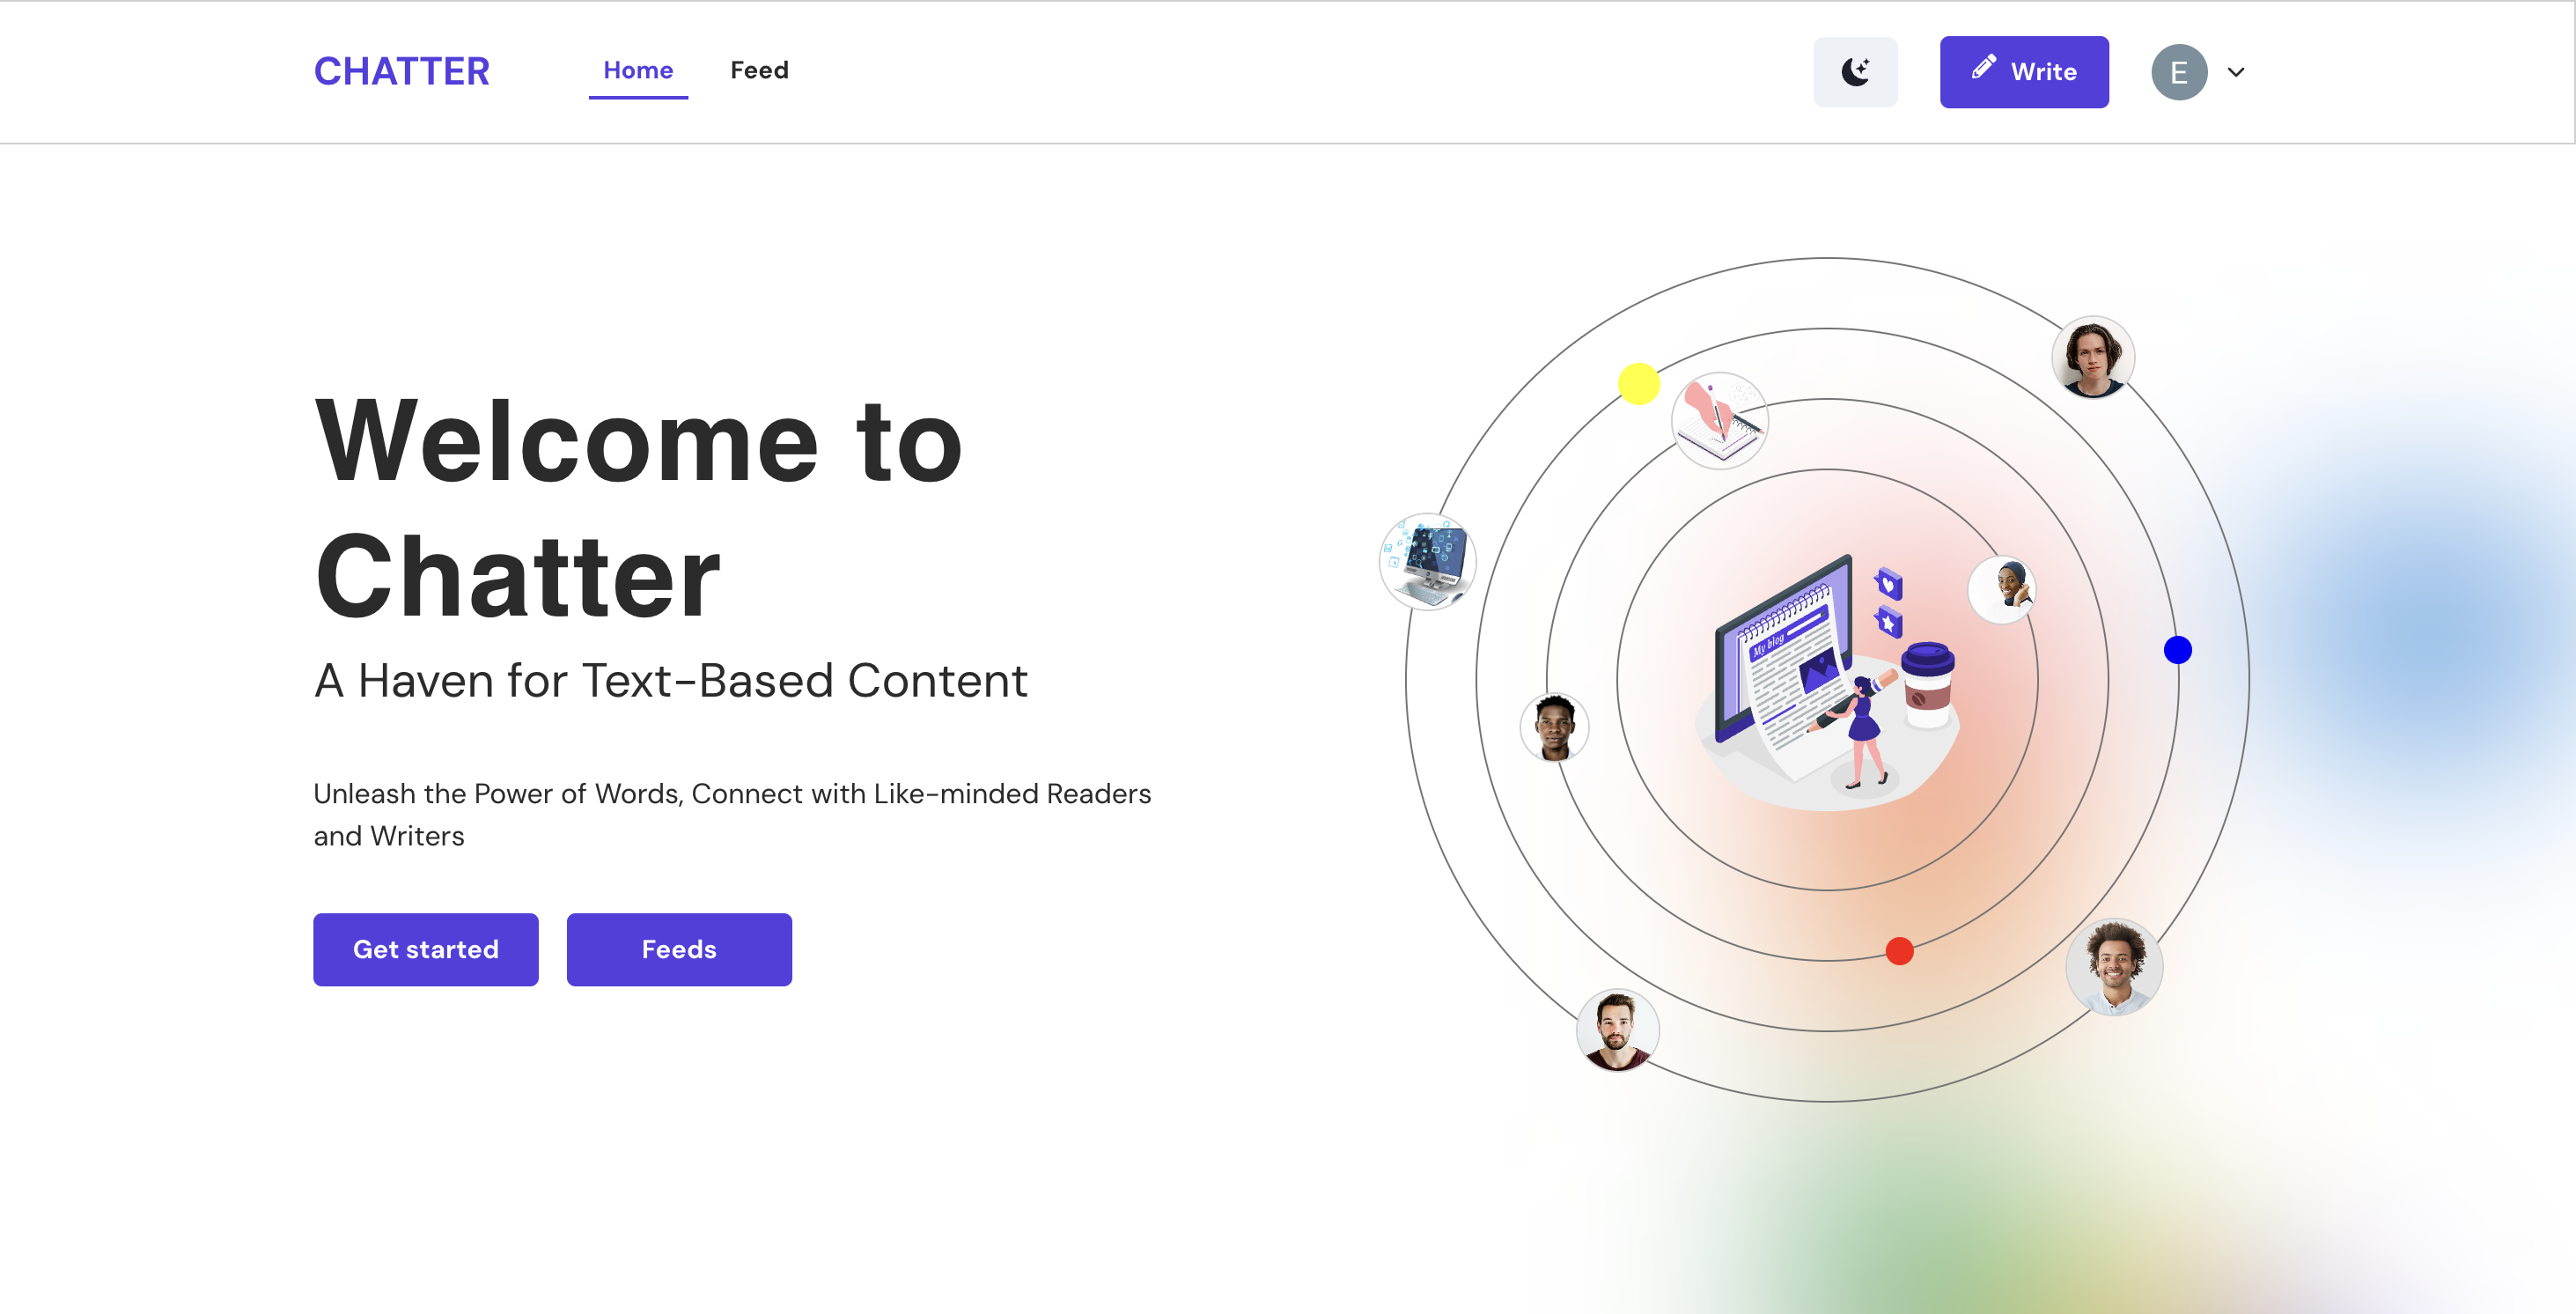 CHATTER
Home
Feed
Write
E
Welcome to
Chatter
A Haven for Text-Based Content
Unleash the Power of Words, Connect with Like-minded Readers
and Writers
Get started
Feeds
My blog